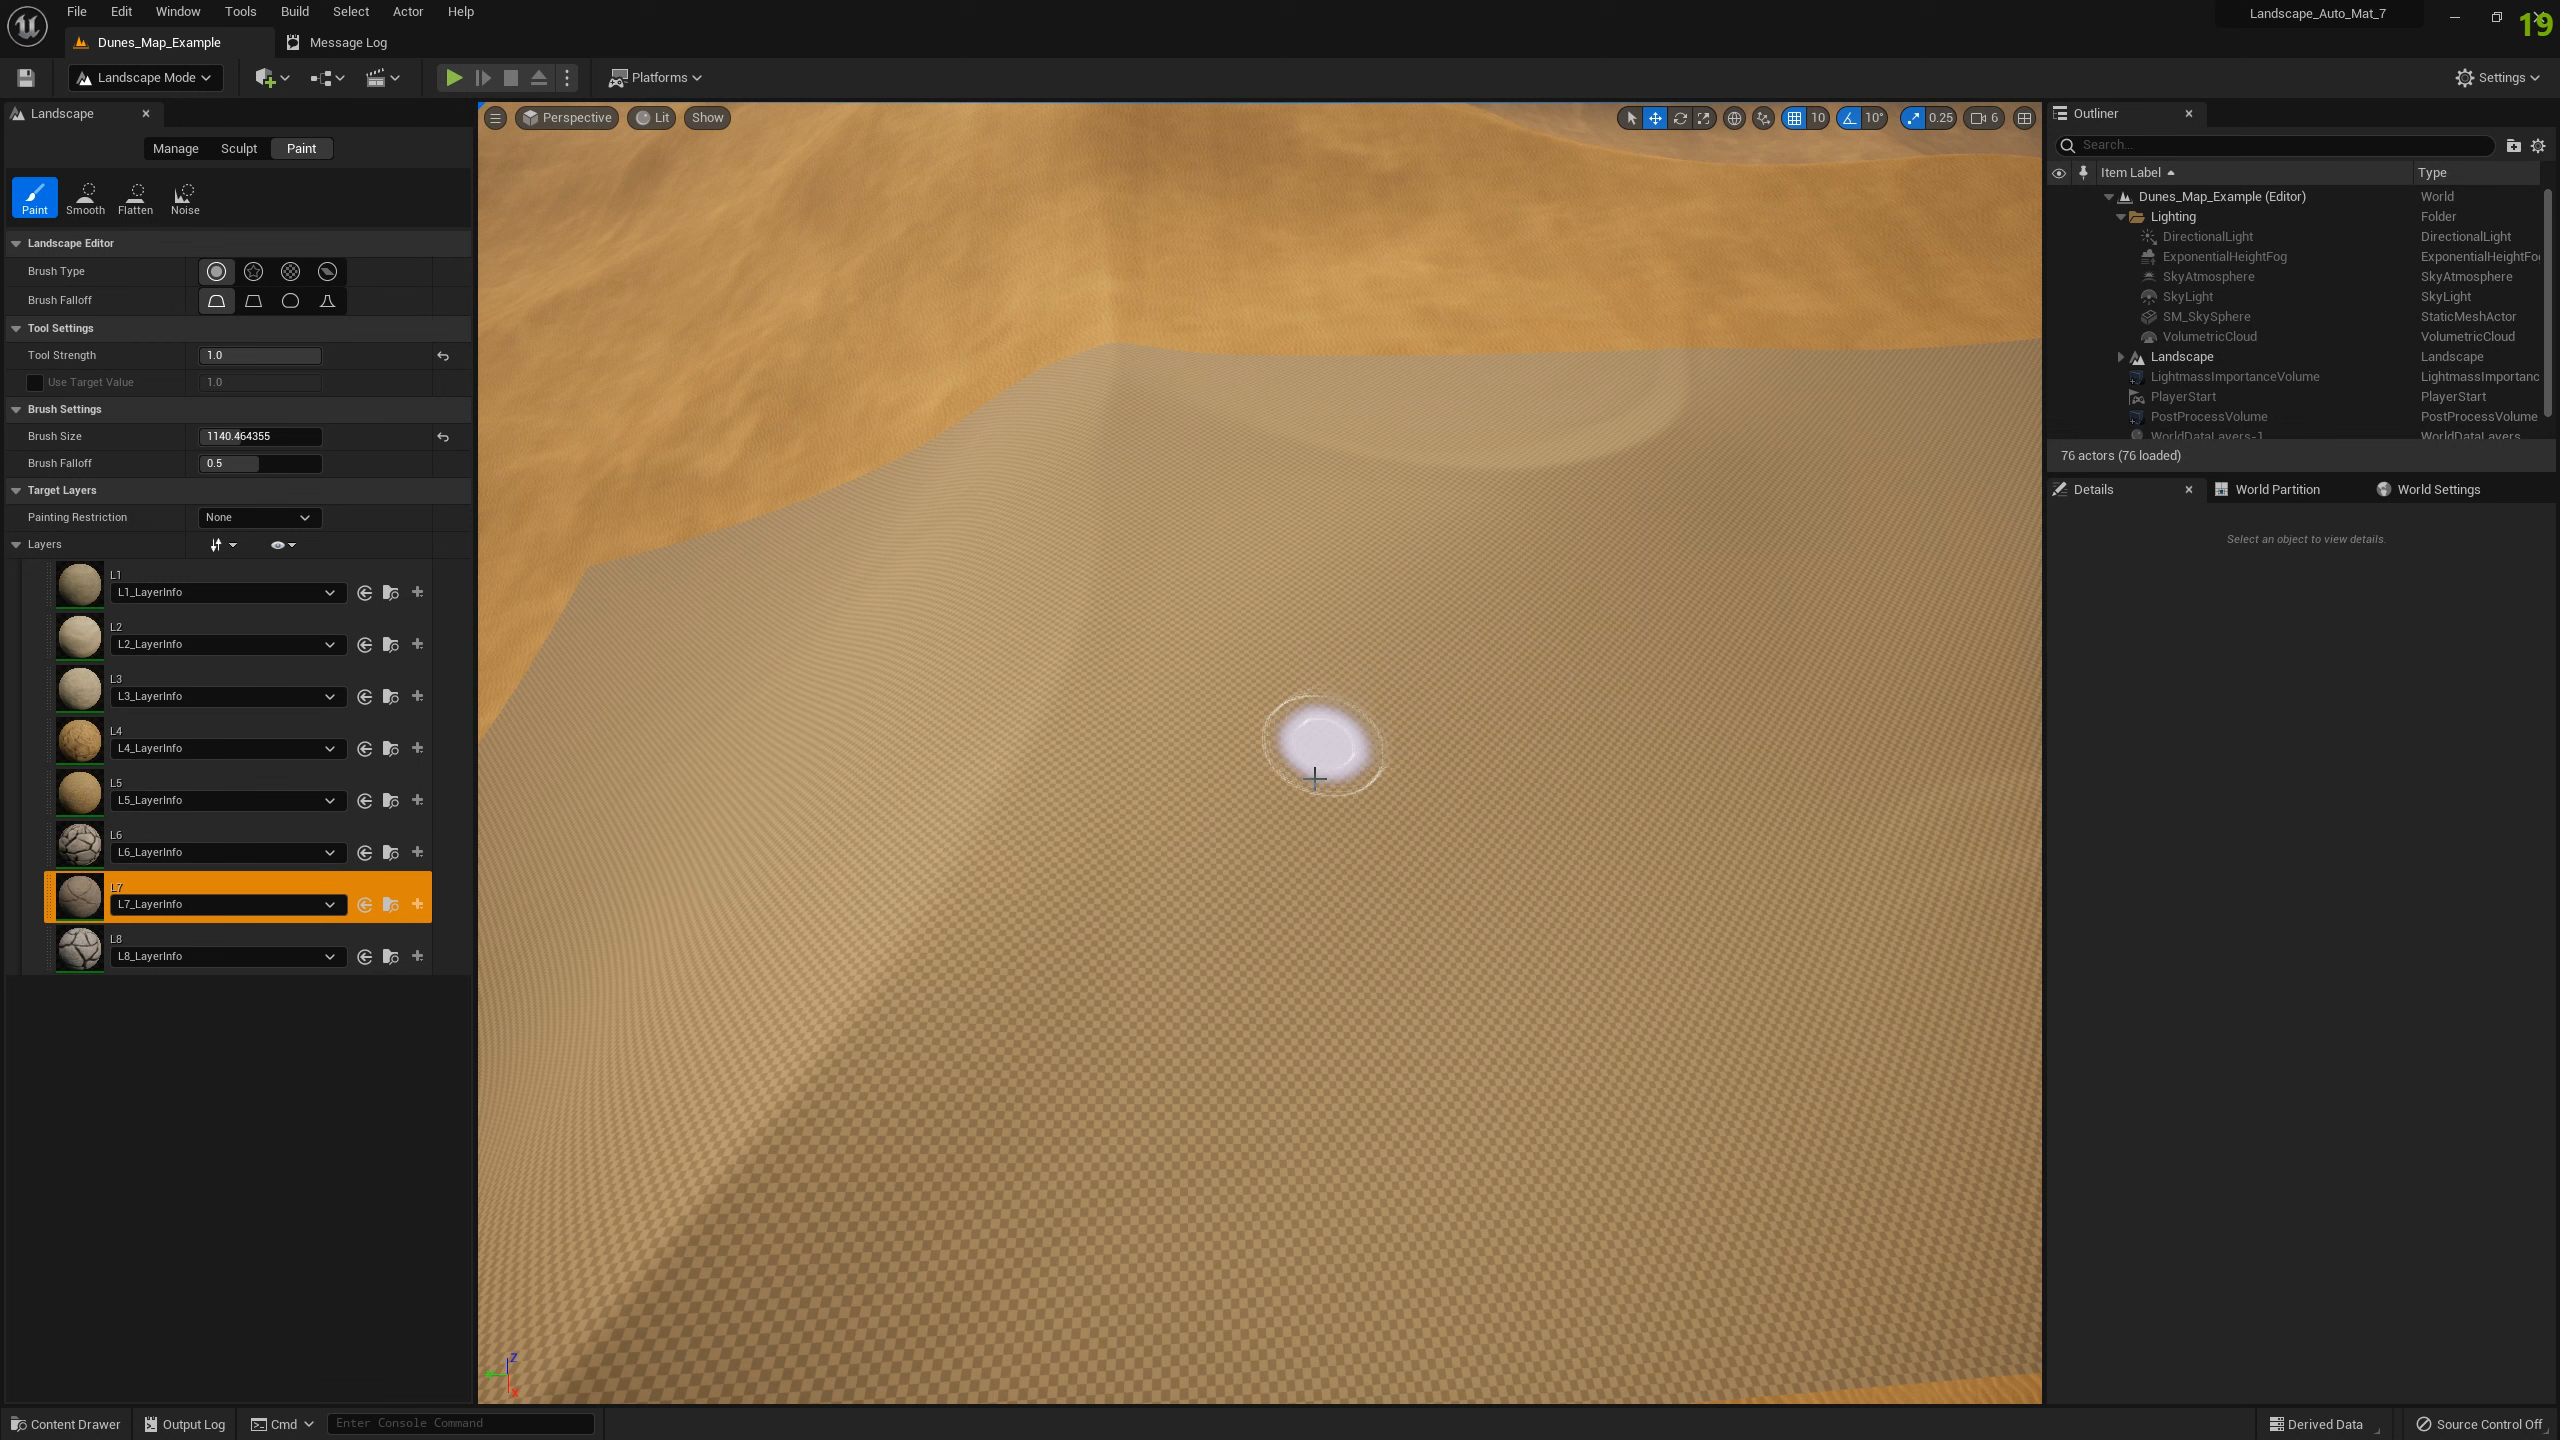 File Edit Window Tools Build Select Actor Help
Landscape_Auto_Mat_7
19
Dunes_Map_Example
Message Log
Landscape Mode
Platforms
Settings
Landscape
Manage Sculpt Paint
Paint Smooth Flatten Noise
Landscape Editor
Brush Type
Brush Falloff
Tool Settings
Tool Strength 1.0
Use Target Value 1.0
Brush Settings
Brush Size 1140.464355
Brush Falloff 0.5
Target Layers
Painting Restriction None
Layers
L1
L1_LayerInfo
L2
L2_LayerInfo
L3
L3_LayerInfo
L4
L4_LayerInfo
L5
L5_LayerInfo
L6
L6_LayerInfo
L7
L7_LayerInfo
L8
L8_LayerInfo
Perspective Lit Show
10 10° 0.25 6
Z
X
Outliner
Search...
Item Label Type
Dunes_Map_Example (Editor) World
Lighting Folder
DirectionalLight DirectionalLight
ExponentialHeightFog ExponentialHeightFo
SkyAtmosphere SkyAtmosphere
SkyLight SkyLight
SM_SkySphere StaticMeshActor
VolumetricCloud VolumetricCloud
Landscape Landscape
LightmassImportanceVolume LightmassImportanc
PlayerStart PlayerStart
PostProcessVolume PostProcessVolume
WorldDataLayers-1 WorldDataLayers
76 actors (76 loaded)
Details World Partition World Settings
Select an object to view details.
Content Drawer Output Log Cmd Enter Console Command
Derived Data Source Control Off